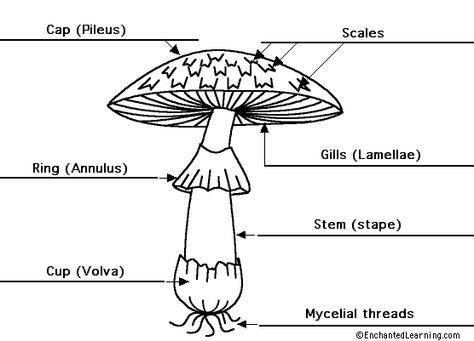 Cap (Pileus)
Scales
Gills (Lamellae)
Ring (Annulus)
Stem (stape)
Cup (Volva)
Mycelial threads
©EnchantedLearning.com